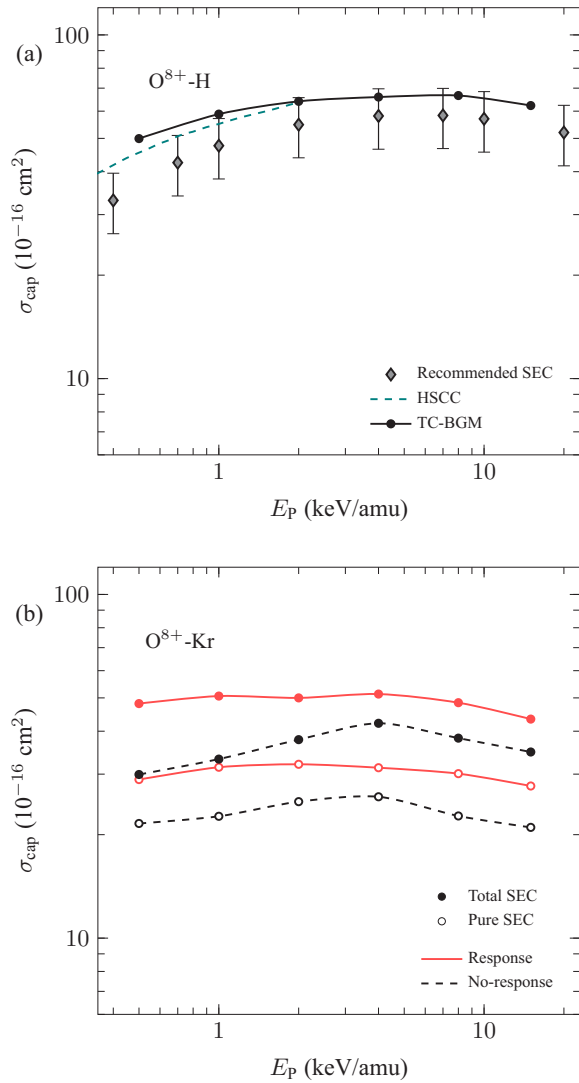 (a)
O⁸⁺-H
100
10
σcap (10⁻¹⁶ cm²)
Recommended SEC
HSCC
TC-BGM
1
10
EP (keV/amu)
(b)
O⁸⁺-Kr
100
10
σcap (10⁻¹⁶ cm²)
Total SEC
Pure SEC
Response
No-response
1
10
EP (keV/amu)